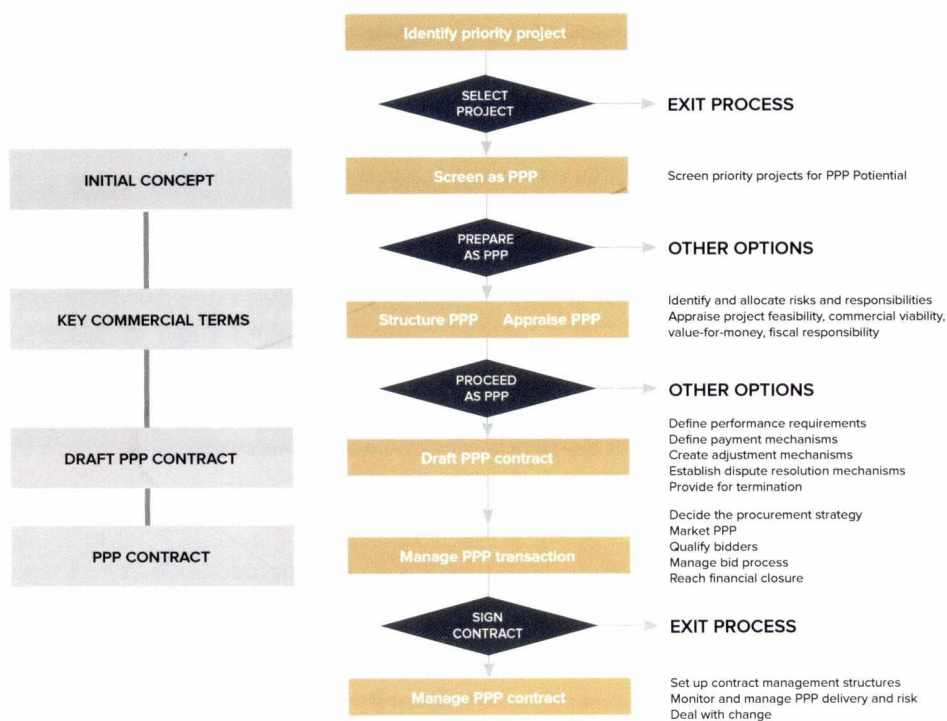 Identify priority project
SELECT
PROJECT
EXIT PROCESS
INITIAL CONCEPT
Screen as PPP
Screen priority projects for PPP Potential
PREPARE
AS PPP
OTHER OPTIONS
KEY COMMERCIAL TERMS
Structure PPP Appraise PPP
Identify and allocate risks and responsibilities
Appraise project feasibility, commercial viability,
value-for-money, fiscal responsibility
PROCEED
AS PPP
OTHER OPTIONS
DRAFT PPP CONTRACT
Draft PPP contract
Define performance requirements
Define payment mechanisms
Create adjustment mechanisms
Establish dispute resolution mechanisms
Provide for termination
PPP CONTRACT
Manage PPP transaction
Decide the procurement strategy
Market PPP
Qualify bidders
Manage bid process
Reach financial closure
SIGN
CONTRACT
EXIT PROCESS
Manage PPP contract
Set up contract management structures
Monitor and manage PPP delivery and risk
Deal with change